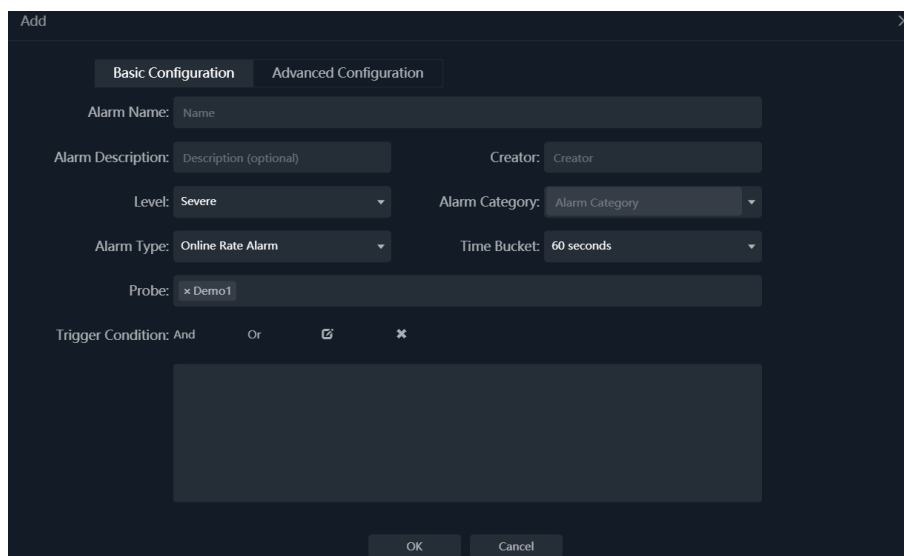 Add
Basic Configuration Advanced Configuration
Alarm Name: Name
Alarm Description: Description (optional) Creator: Creator
Level: Severe Alarm Category: Alarm Category
Alarm Type: Online Rate Alarm Time Bucket: 60 seconds
Probe: × Demo1
Trigger Condition: And Or
OK Cancel